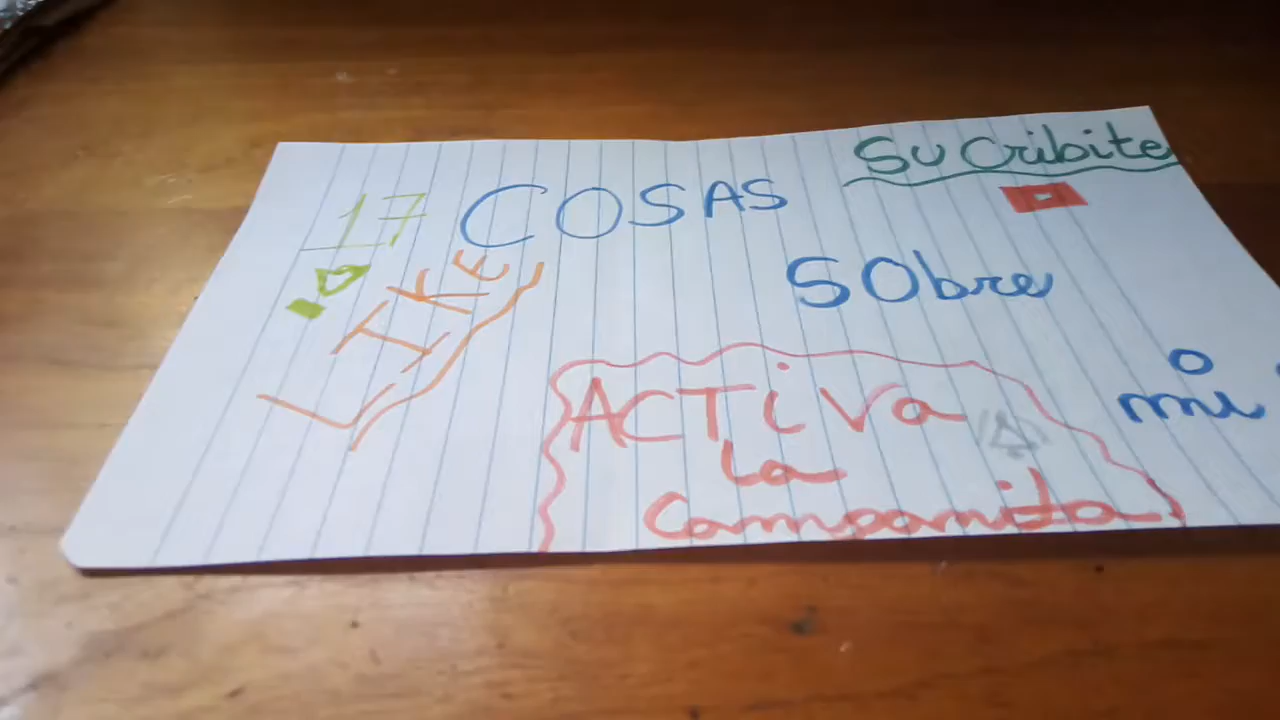 17 COSAS
sobre
mi
SUCribite
LIKE
ACTiVa
la
Campanita